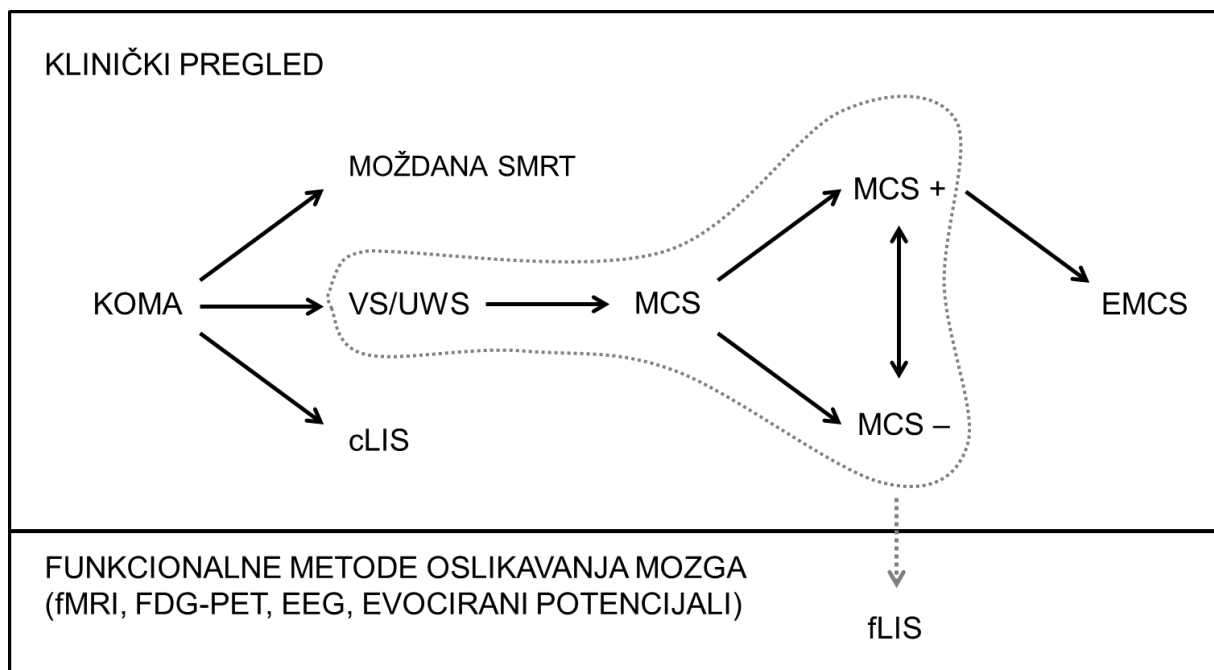 KLINIČKI PREGLED
MOŽDANA SMRT
MCS +
KOMA
VS/UWS
MCS
EMCS
cLIS
MCS –
FUNKCIONALNE METODE OSLIKAVANJA MOZGA
(fMRI, FDG-PET, EEG, EVOCIRANI POTENCIJALI)
fLIS